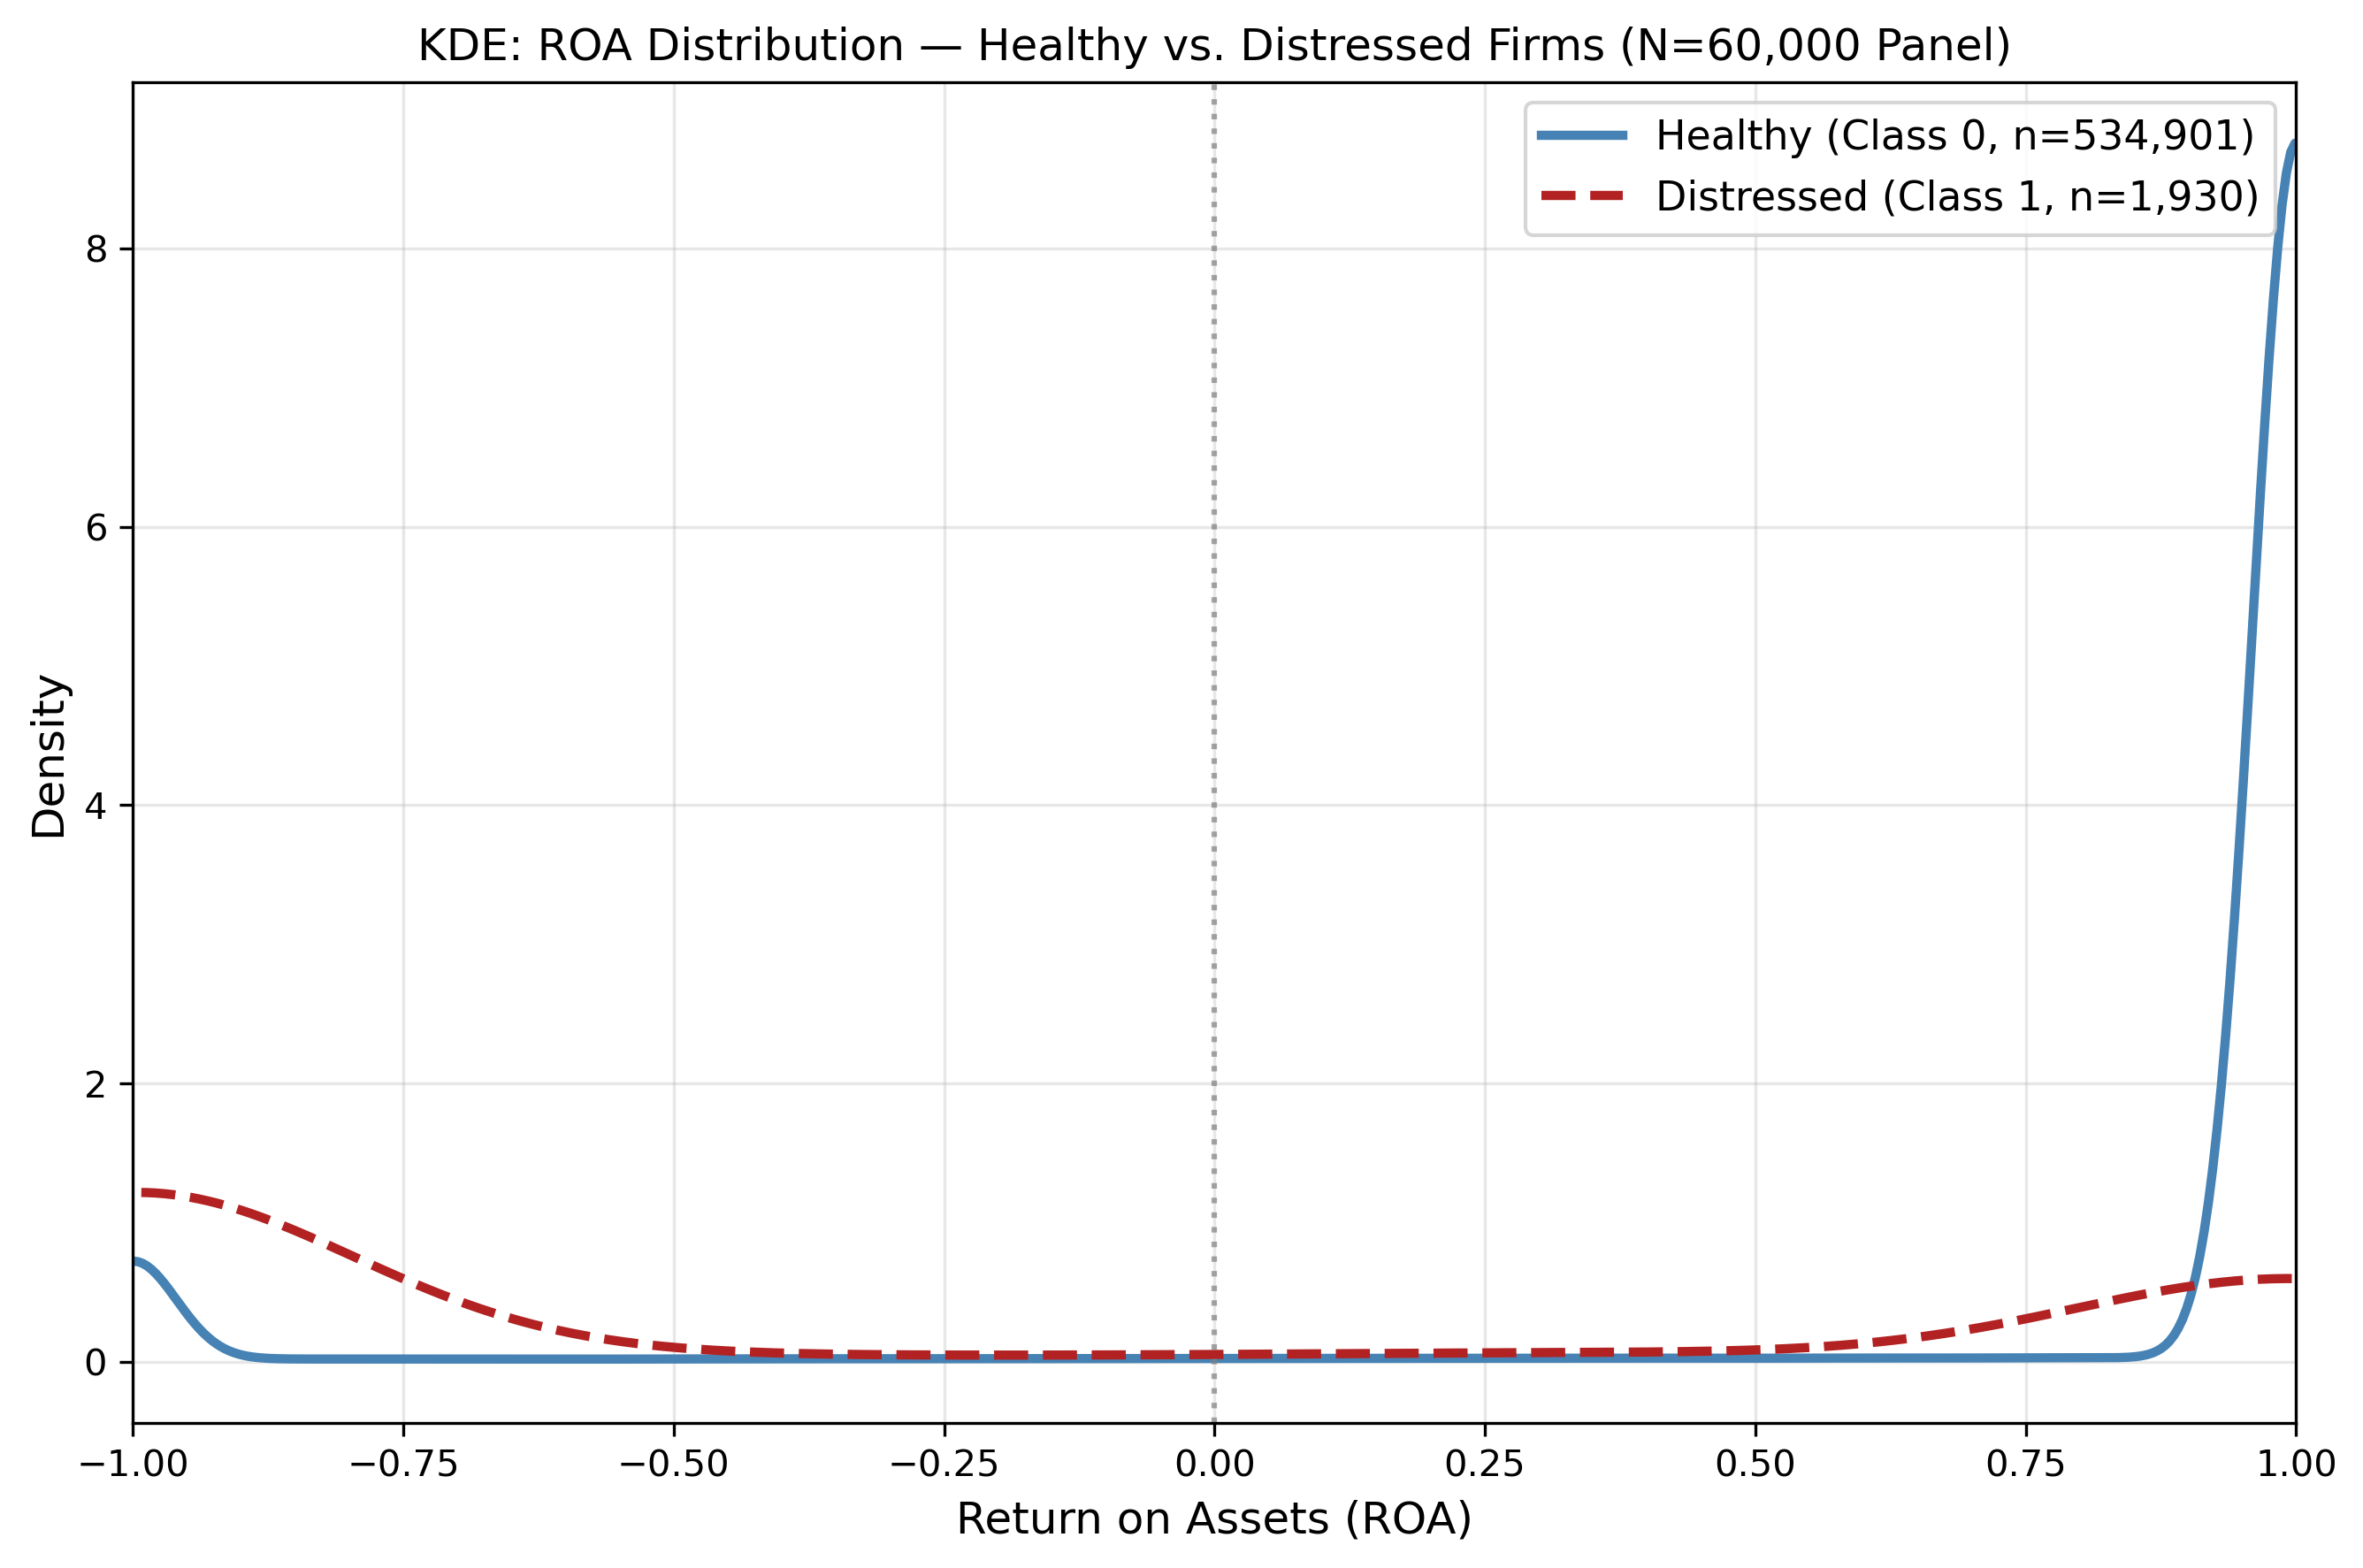 KDE: ROA Distribution — Healthy vs. Distressed Firms (N=60,000 Panel)
Healthy (Class 0, n=534,901)
Distressed (Class 1, n=1,930)
Density
8
6
4
2
0
−1.00 −0.75 −0.50 −0.25 0.00 0.25 0.50 0.75 1.00
Return on Assets (ROA)